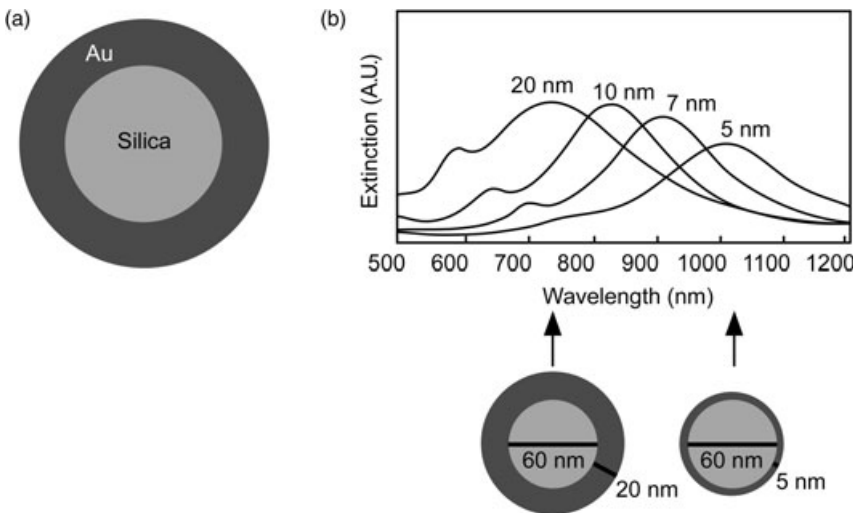 (a)
Au
Silica
(b)
Extinction (A.U.)
20 nm
10 nm
7 nm
5 nm
500 600 700 800 900 1000 1100 1200
Wavelength (nm)
60 nm
20 nm
60 nm
5 nm